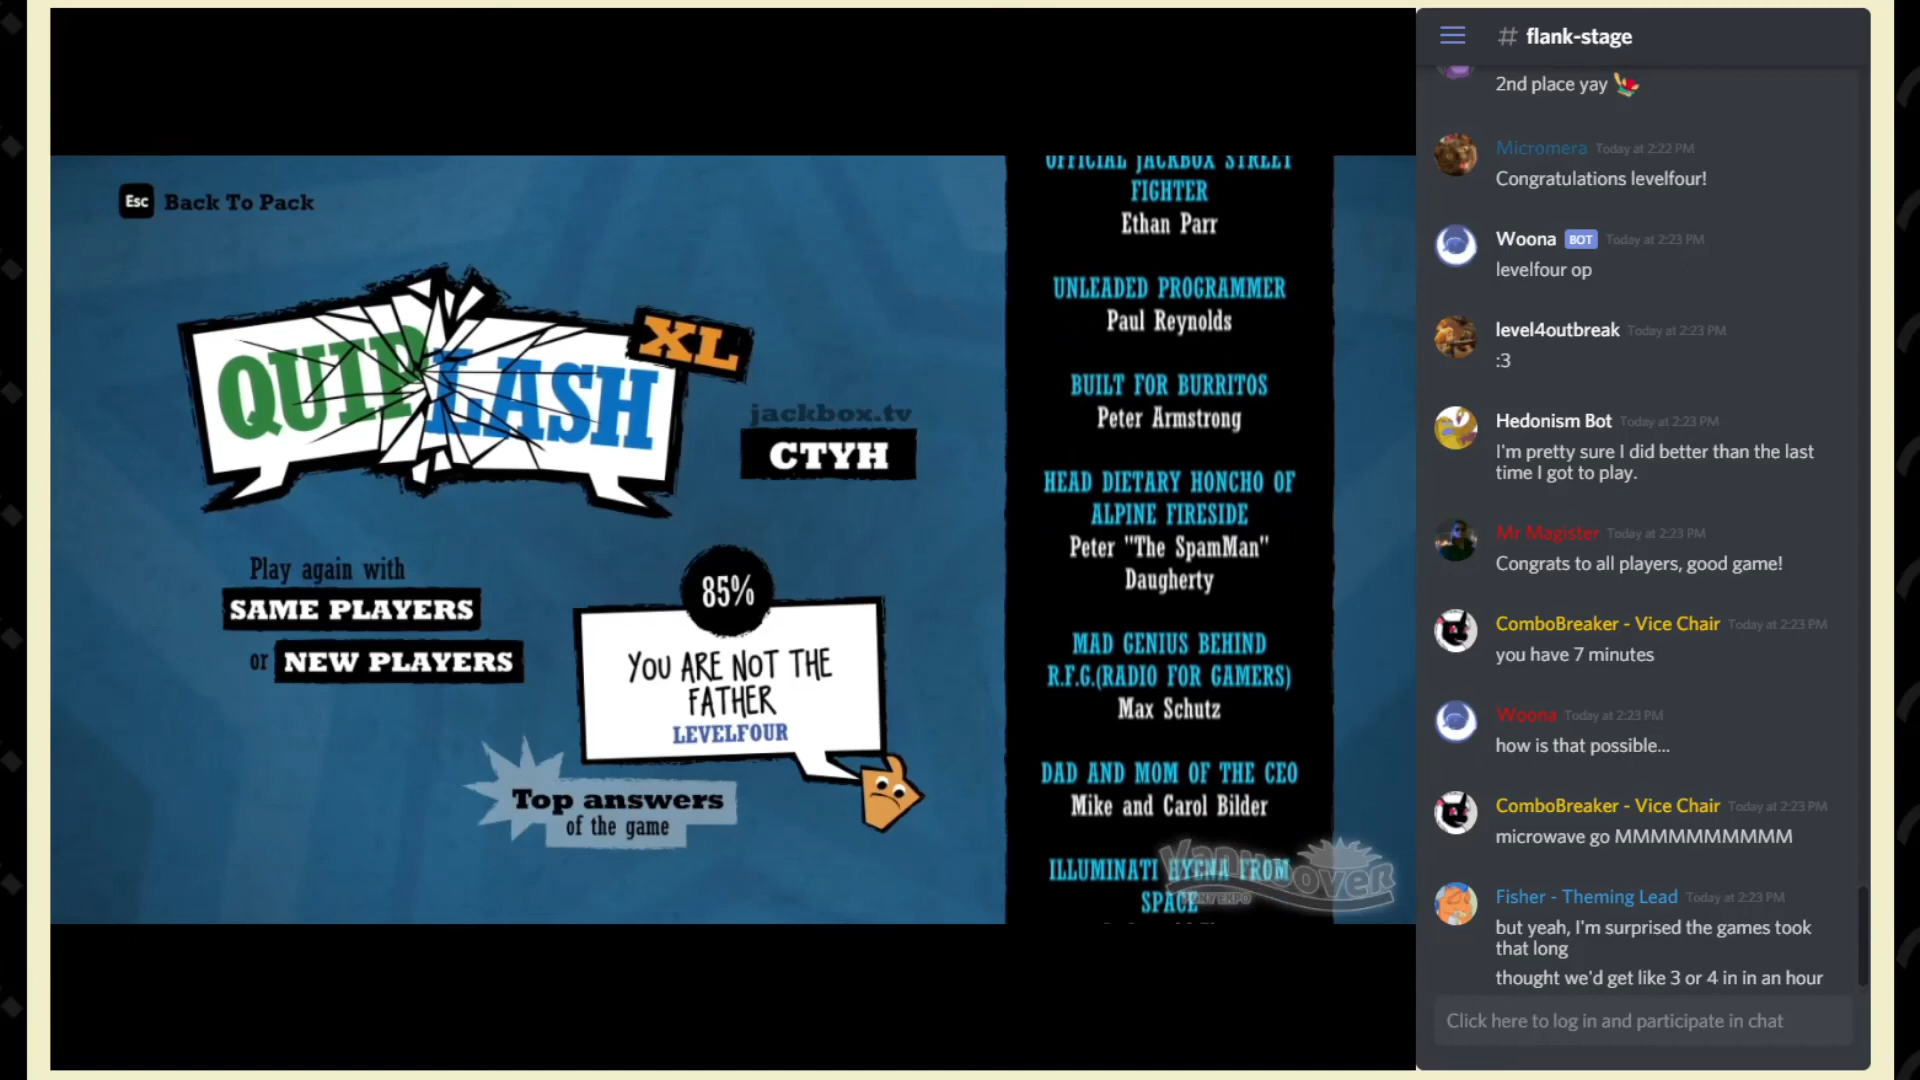 Esc Back To Pack
QUIPLASH XL
jackbox.tv
CTYH
Play again with
SAME PLAYERS
or NEW PLAYERS
85%
YOU ARE NOT THE
FATHER
LEVELFOUR
Top answers
of the game
OFFICIAL JACKBOX STREET
FIGHTER
Ethan Parr
UNLEADED PROGRAMMER
Paul Reynolds
BUILT FOR BURRITOS
Peter Armstrong
HEAD DIETARY HONCHO OF
ALPINE FIRESIDE
Peter "The SpamMan"
Daugherty
MAD GENIUS BEHIND
R.F.G.(RADIO FOR GAMERS)
Max Schutz
DAD AND MOM OF THE CEO
Mike and Carol Bilder
ILLUMINATI HYENA FROM
SPACE
VANHOOVER
PONY EXPO
# flank-stage
2nd place yay
Micromera Today at 2:22 PM
Congratulations levelfour!
Woona BOT Today at 2:23 PM
levelfour op
level4outbreak Today at 2:23 PM
:3
Hedonism Bot Today at 2:23 PM
I'm pretty sure I did better than the last
time I got to play.
Mr Magister Today at 2:23 PM
Congrats to all players, good game!
ComboBreaker - Vice Chair Today at 2:23 PM
you have 7 minutes
Woona Today at 2:23 PM
how is that possible...
ComboBreaker - Vice Chair Today at 2:23 PM
microwave go MMMMMMMMMM
Fisher - Theming Lead Today at 2:23 PM
but yeah, I'm surprised the games took
that long
thought we'd get like 3 or 4 in in an hour
Click here to log in and participate in chat